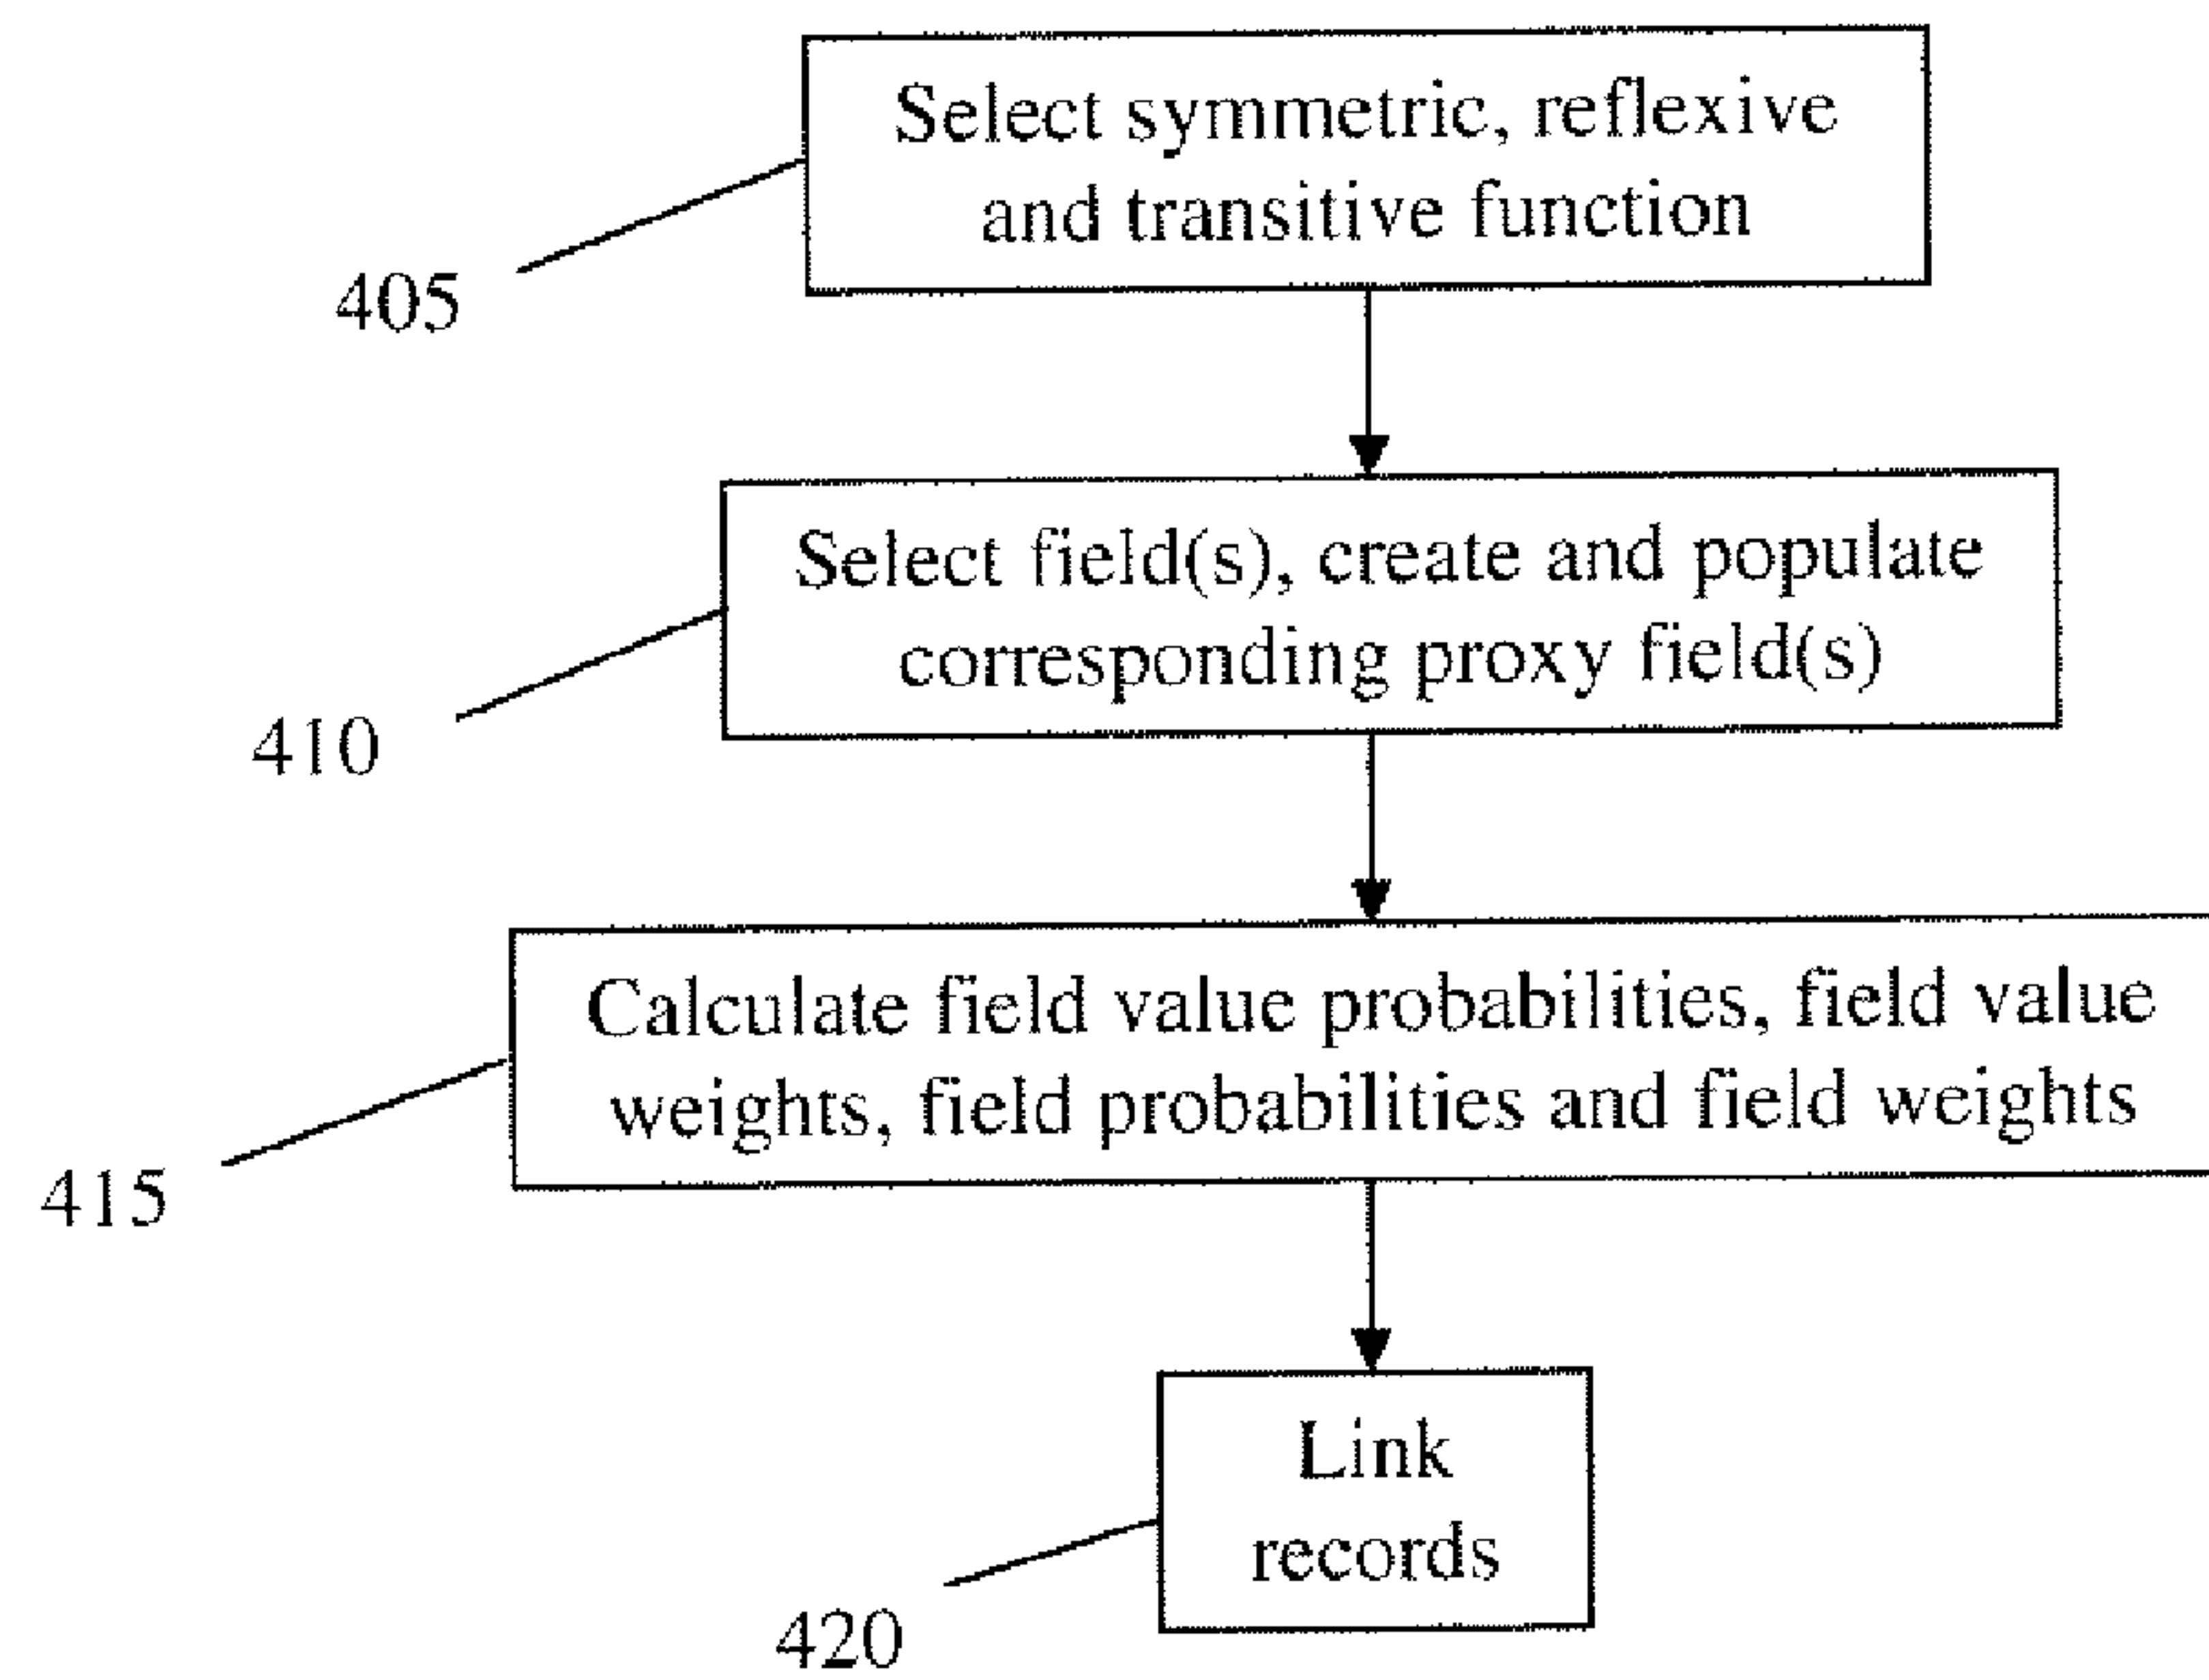 Select symmetric, reflexive
and transitive function
405
Select field(s), create and populate
corresponding proxy field(s)
410
Calculate field value probabilities, field value
weights, field probabilities and field weights
415
Link
records
420